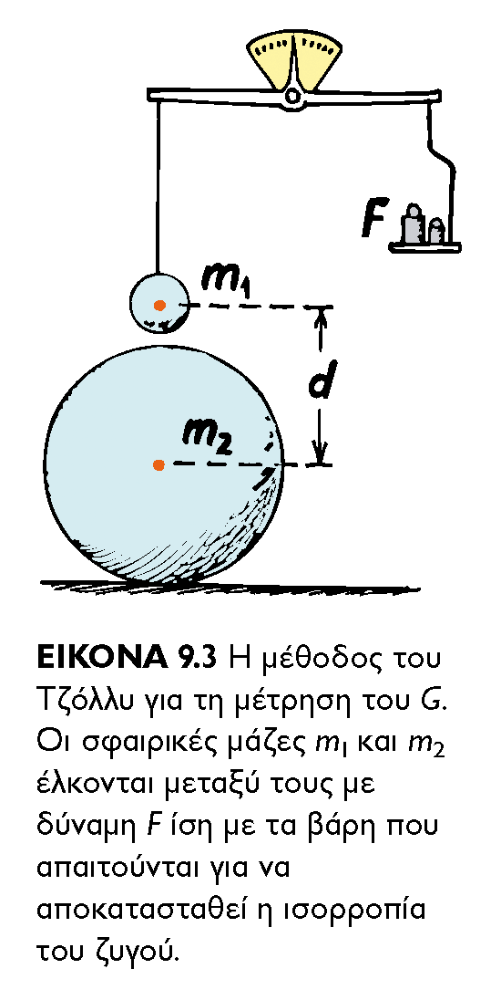 F
m₁
d
m₂
ΕΙΚΟΝΑ 9.3 Η μέθοδος του
Τζόλλυ για τη μέτρηση του G.
Οι σφαιρικές μάζες m₁ και m₂
έλκονται μεταξύ τους με
δύναμη F ίση με τα βάρη που
απαιτούνται για να
αποκατασταθεί η ισορροπία
του ζυγού.